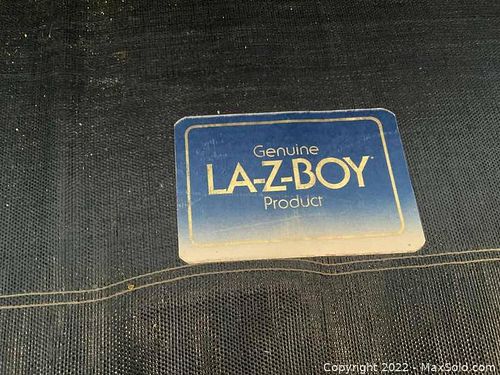 Genuine
LA-Z-BOY
Product
Copyright 2022 - MaxSold.com